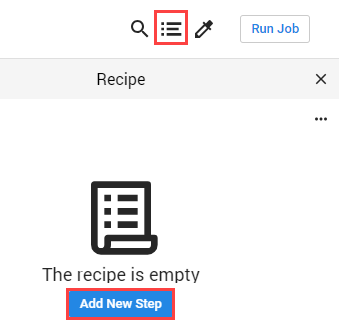 Run Job
Recipe
The recipe is empty
Add New Step